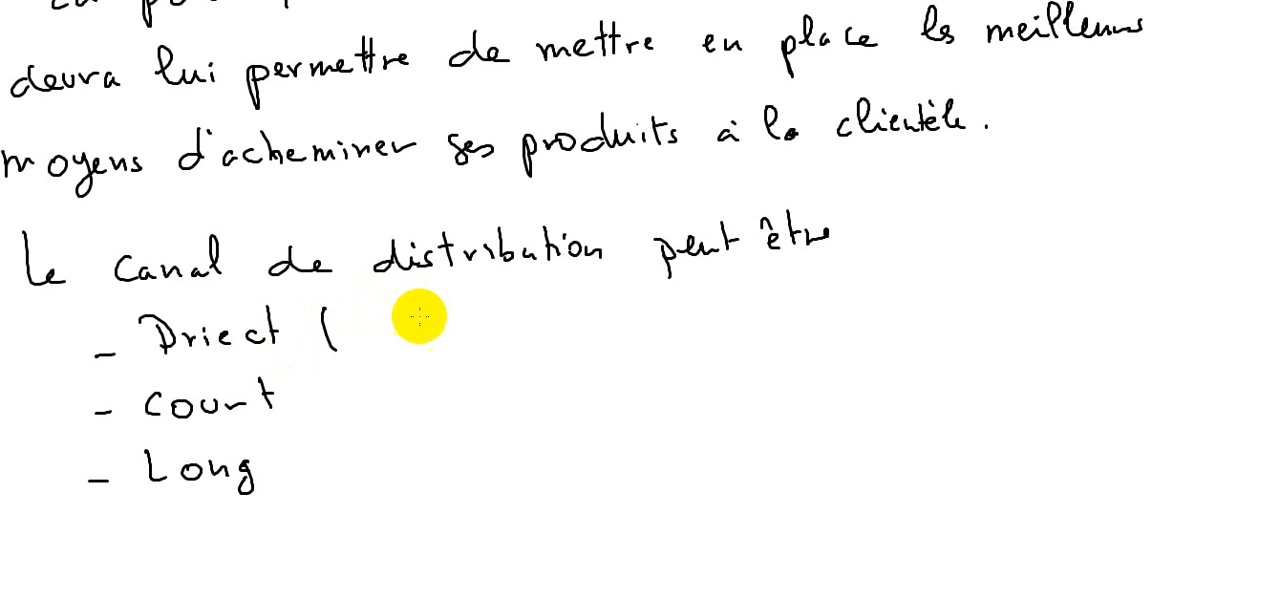 devra lui permettre de mettre en place les meilleurs
moyens d'acheminer ses produits à la clientèle.
Le canal de distribution peut être
- Driect (
- Court
- Long